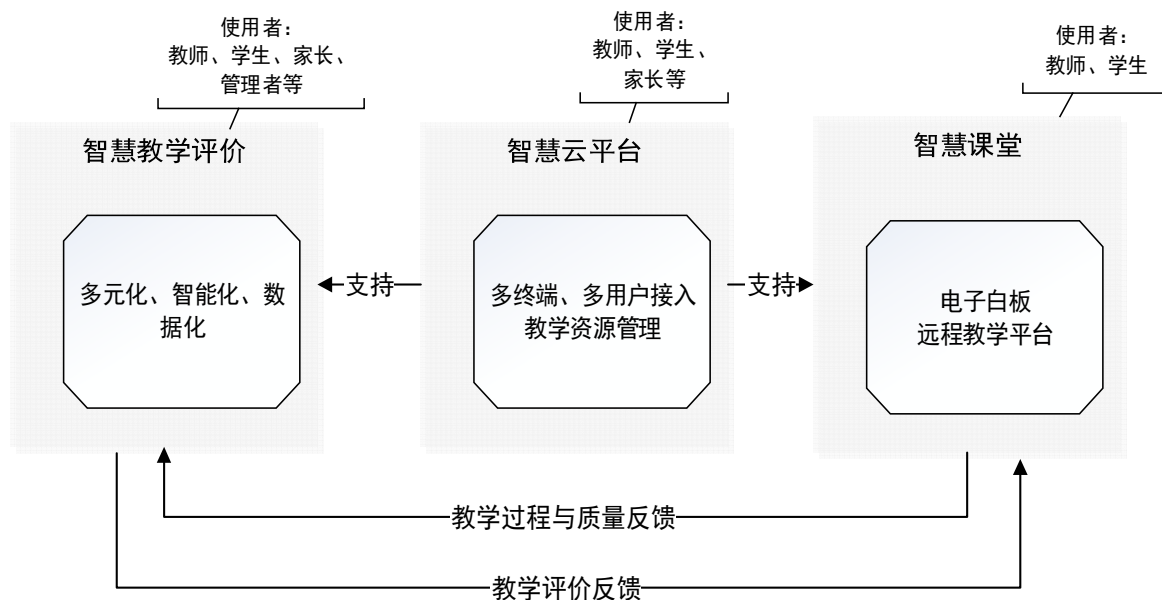 使用者：
教师、学生、家长、
管理者等
使用者：
教师、学生、
家长等
使用者：
教师、学生
智慧教学评价
智慧云平台
智慧课堂
多元化、智能化、数
据化
支持
多终端、多用户接入
教学资源管理
支持
电子白板
远程教学平台
教学过程与质量反馈
教学评价反馈